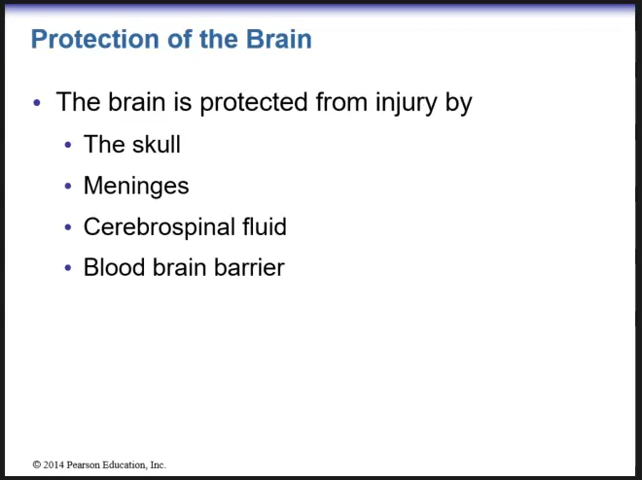 Protection of the Brain
• The brain is protected from injury by
• The skull
• Meninges
• Cerebrospinal fluid
• Blood brain barrier
© 2014 Pearson Education, Inc.